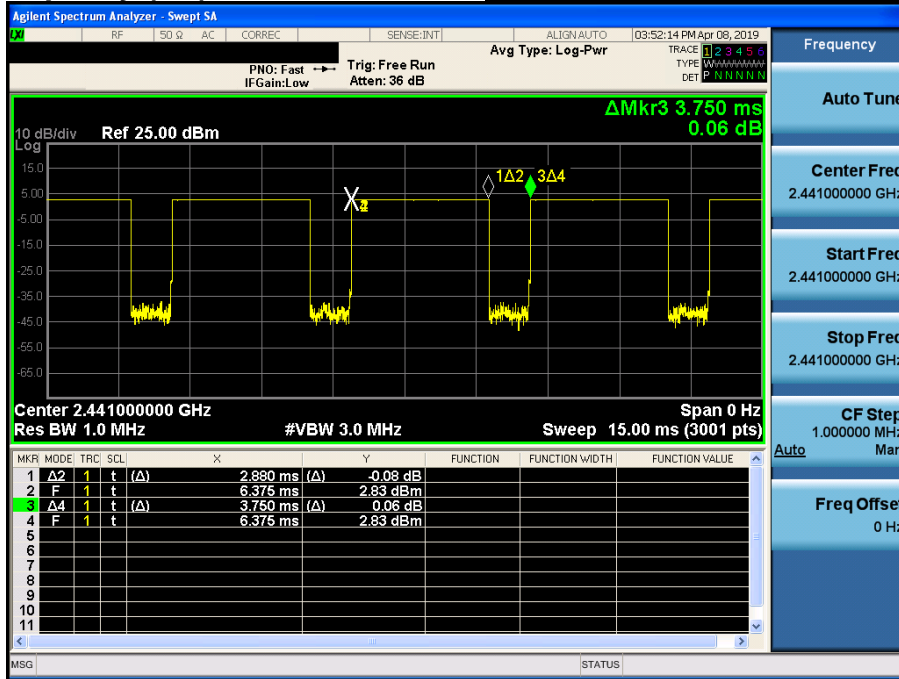 Agilent Spectrum Analyzer - Swept SA
LXI RF 50 Ω AC CORREC SENSE:INT ALIGNAUTO 03:52:14 PM Apr 08, 2019
Avg Type: Log-Pwr TRACE 1 2 3 4 5 6
PNO: Fast Trig: Free Run TYPE WWWWWW
IFGain:Low Atten: 36 dB DET P N N N N N
ΔMkr3 3.750 ms
0.06 dB
10 dB/div Ref 25.00 dBm
Log
15.0
5.00
-5.00
-15.0
-25.0
-35.0
-45.0
-55.0
-65.0
1Δ2 3Δ4
X
Center 2.441000000 GHz Span 0 Hz
Res BW 1.0 MHz #VBW 3.0 MHz Sweep 15.00 ms (3001 pts)
MKR MODE TRC SCL X Y FUNCTION FUNCTION WIDTH FUNCTION VALUE
1 Δ2 1 t (Δ) 2.880 ms (Δ) -0.08 dB
2 F 1 t 6.375 ms 2.83 dBm
3 Δ4 1 t (Δ) 3.750 ms (Δ) 0.06 dB
4 F 1 t 6.375 ms 2.83 dBm
5
6
7
8
9
10
11
MSG STATUS
Frequency
Auto Tune
Center Freq
2.441000000 GHz
Start Freq
2.441000000 GHz
Stop Freq
2.441000000 GHz
CF Step
1.000000 MHz
Auto Man
Freq Offset
0 Hz